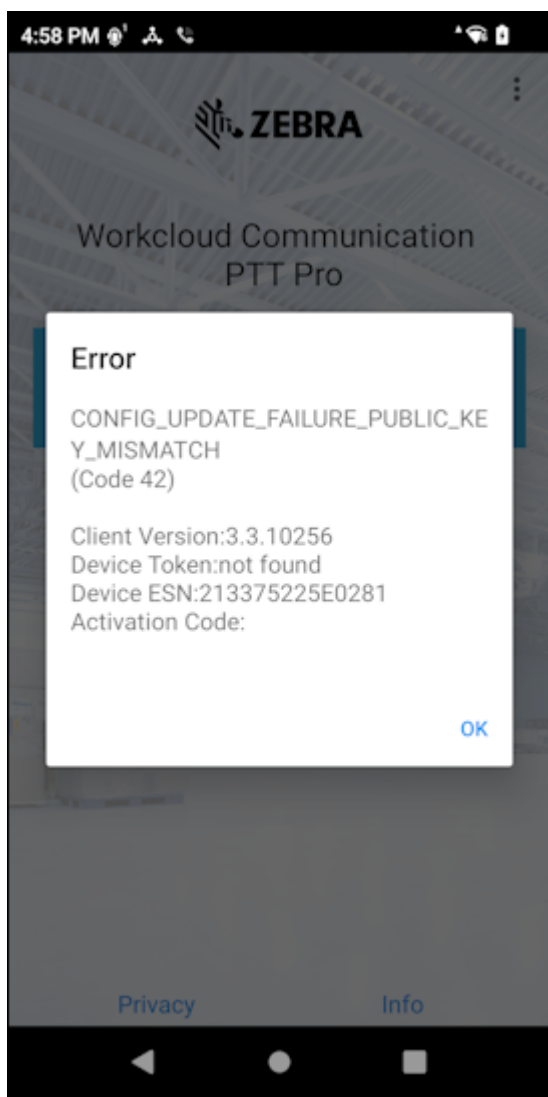 4:58 PM
ZEBRA
Workcloud Communication
PTT Pro
Error
CONFIG_UPDATE_FAILURE_PUBLIC_KE
Y_MISMATCH
(Code 42)
Client Version:3.3.10256
Device Token:not found
Device ESN:213375225E0281
Activation Code:
OK
Privacy
Info